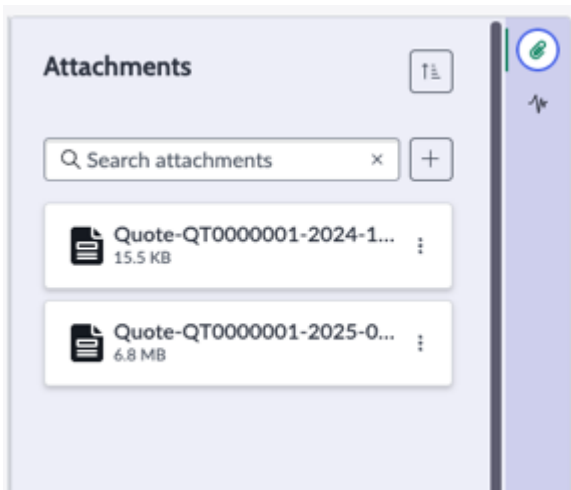 Attachments
Search attachments
Quote-QT0000001-2024-1...
15.5 KB
Quote-QT0000001-2025-0...
6.8 MB